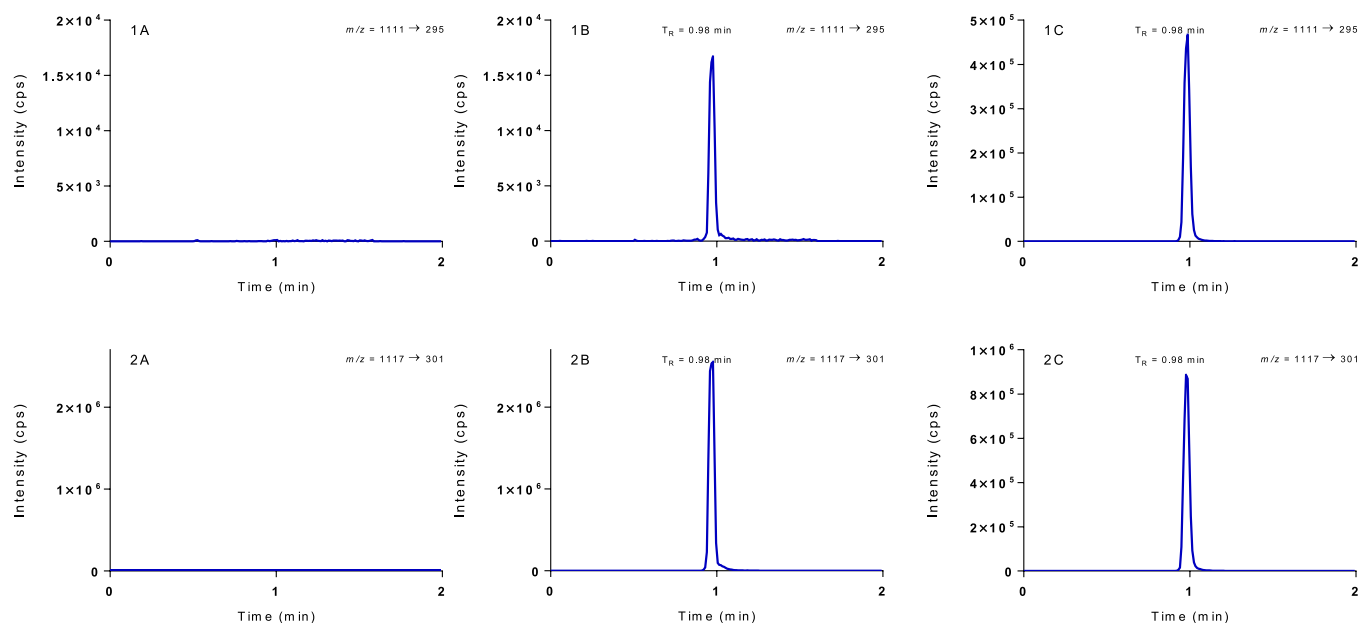 1A
m/z = 1111 → 295
2×10⁴
1.5×10⁴
1×10⁴
5×10³
0
Intensity (cps)
0 1 2
Time (min)
1B
T_R = 0.98 min
m/z = 1111 → 295
2×10⁴
1.5×10⁴
1×10⁴
5×10³
0
Intensity (cps)
0 1 2
Time (min)
1C
T_R = 0.98 min
m/z = 1111 → 295
5×10⁵
4×10⁵
3×10⁵
2×10⁵
1×10⁵
0
Intensity (cps)
0 1 2
Time (min)
2A
m/z = 1117 → 301
2×10⁶
1×10⁶
0
Intensity (cps)
0 1 2
Time (min)
2B
T_R = 0.98 min
m/z = 1117 → 301
2×10⁶
1×10⁶
0
Intensity (cps)
0 1 2
Time (min)
2C
T_R = 0.98 min
m/z = 1117 → 301
1×10⁶
8×10⁵
6×10⁵
4×10⁵
2×10⁵
0
Intensity (cps)
0 1 2
Time (min)